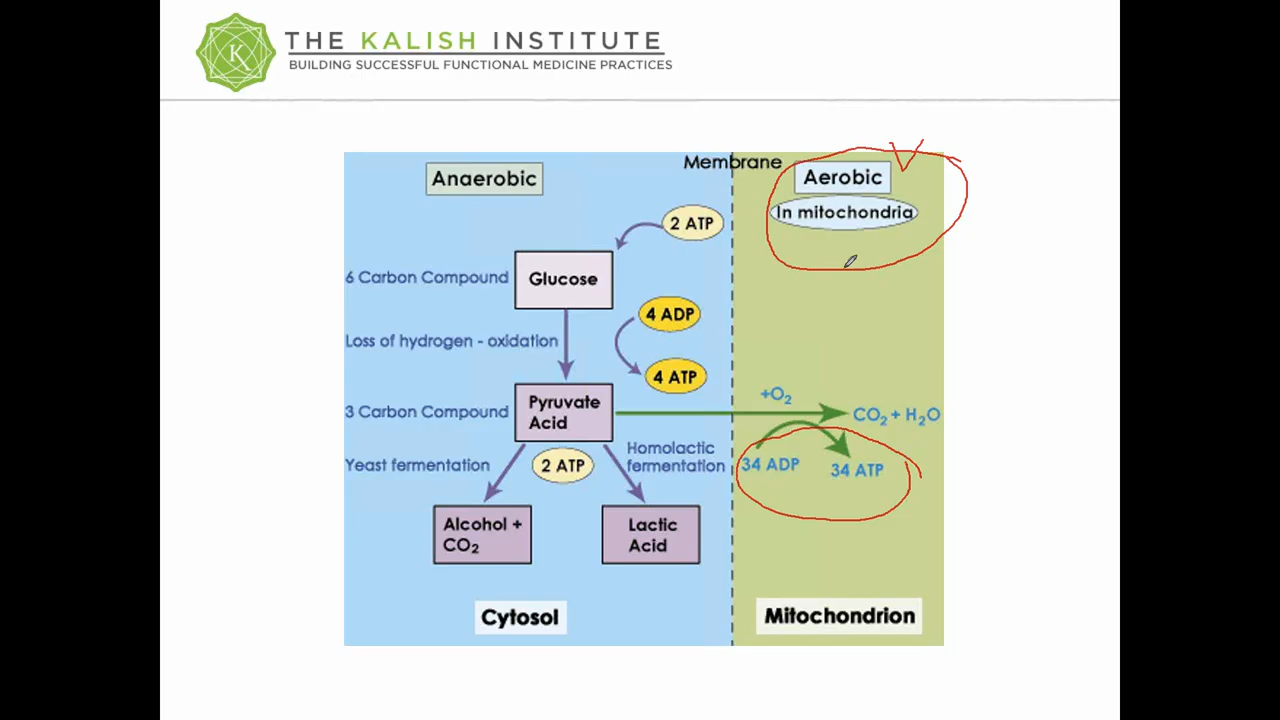 THE KALISH INSTITUTE
BUILDING SUCCESSFUL FUNCTIONAL MEDICINE PRACTICES
K
Membrane
Anaerobic
Aerobic
In mitochondria
2 ATP
6 Carbon Compound
Glucose
4 ADP
Loss of hydrogen - oxidation
4 ATP
3 Carbon Compound
Pyruvate
Acid
+O₂
CO₂ + H₂O
Yeast fermentation
2 ATP
Homolactic
fermentation
34 ADP
34 ATP
Alcohol +
CO₂
Lactic
Acid
Cytosol
Mitochondrion